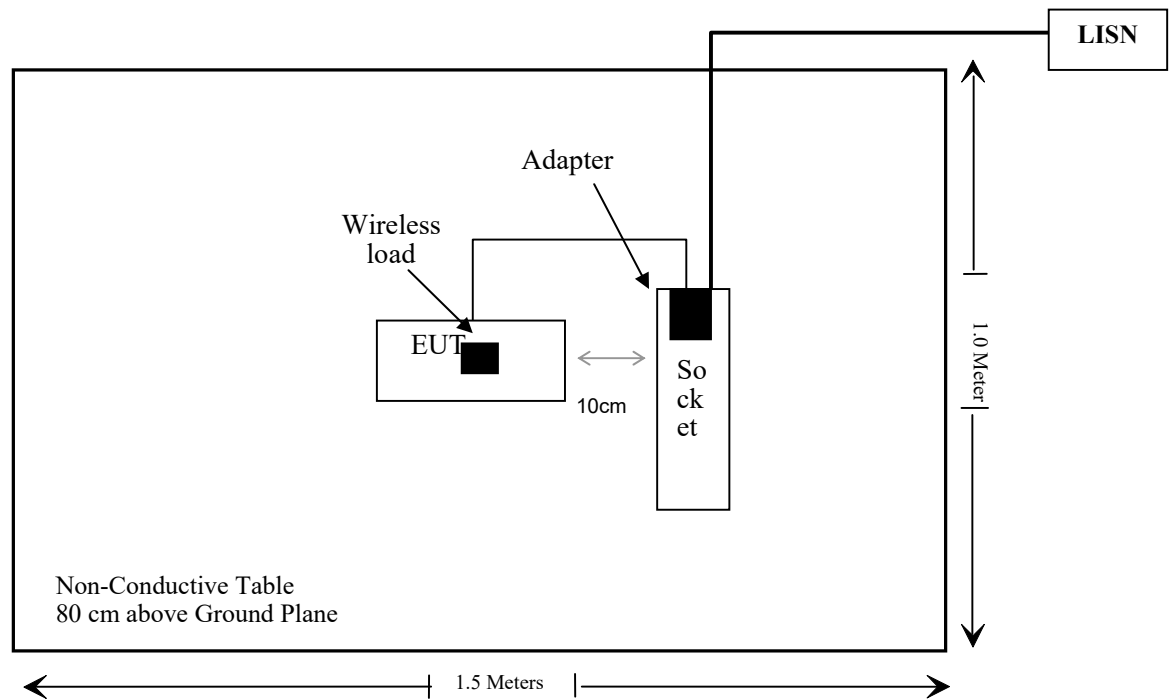 LISN
Adapter
Wireless
load
EUT
10cm
So
ck
et
1.0 Meter
Non-Conductive Table
80 cm above Ground Plane
1.5 Meters